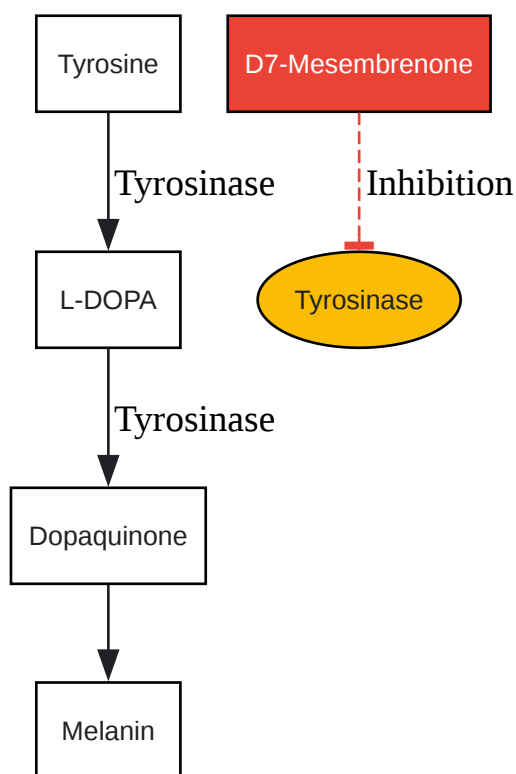 Tyrosine
D7-Mesembrenone
Tyrosinase
Inhibition
L-DOPA
Tyrosinase
Tyrosinase
Dopaquinone
Melanin